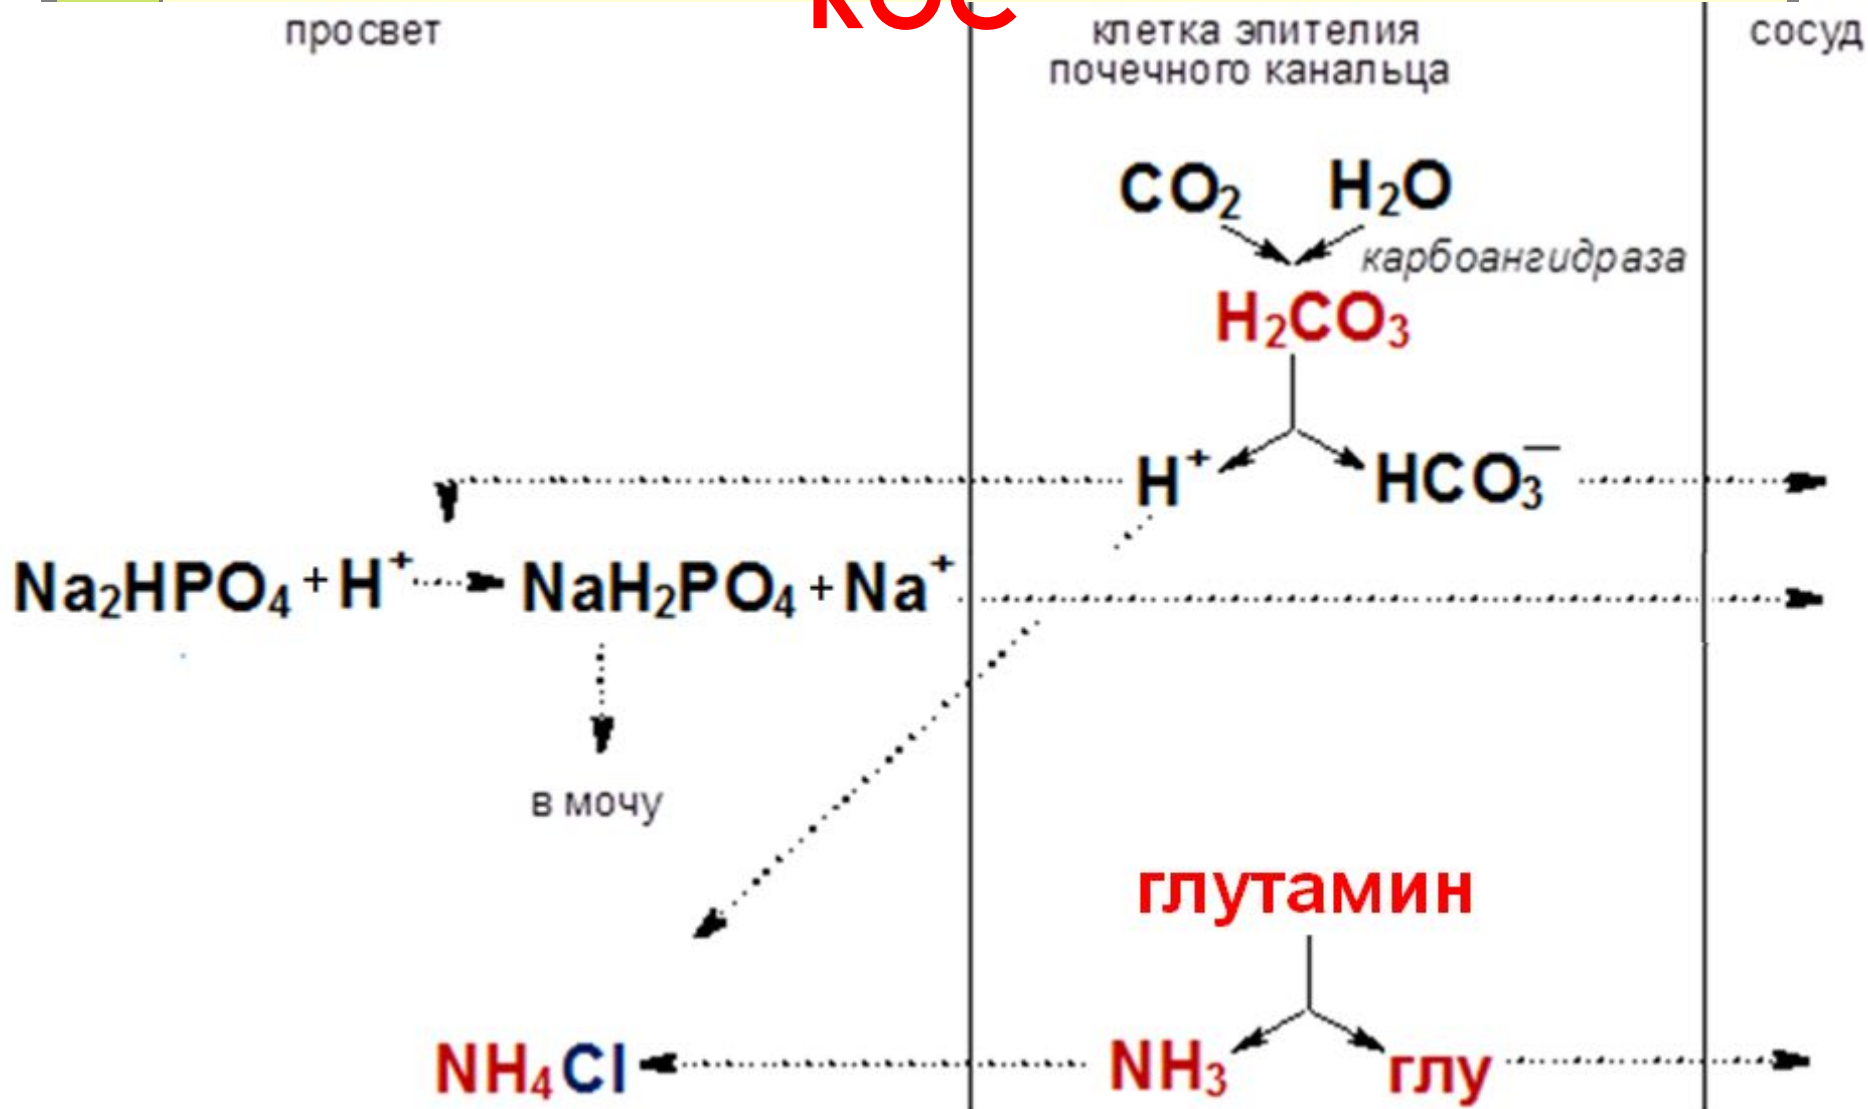 КОС
просвет
клетка эпителия
почечного канальца
сосуд
CO₂ H₂O
карбоангидраза
H₂CO₃
H⁺ HCO₃⁻
Na₂HPO₄ + H⁺ NaH₂PO₄ + Na⁺
в мочу
глутамин
NH₄Cl NH₃ глу